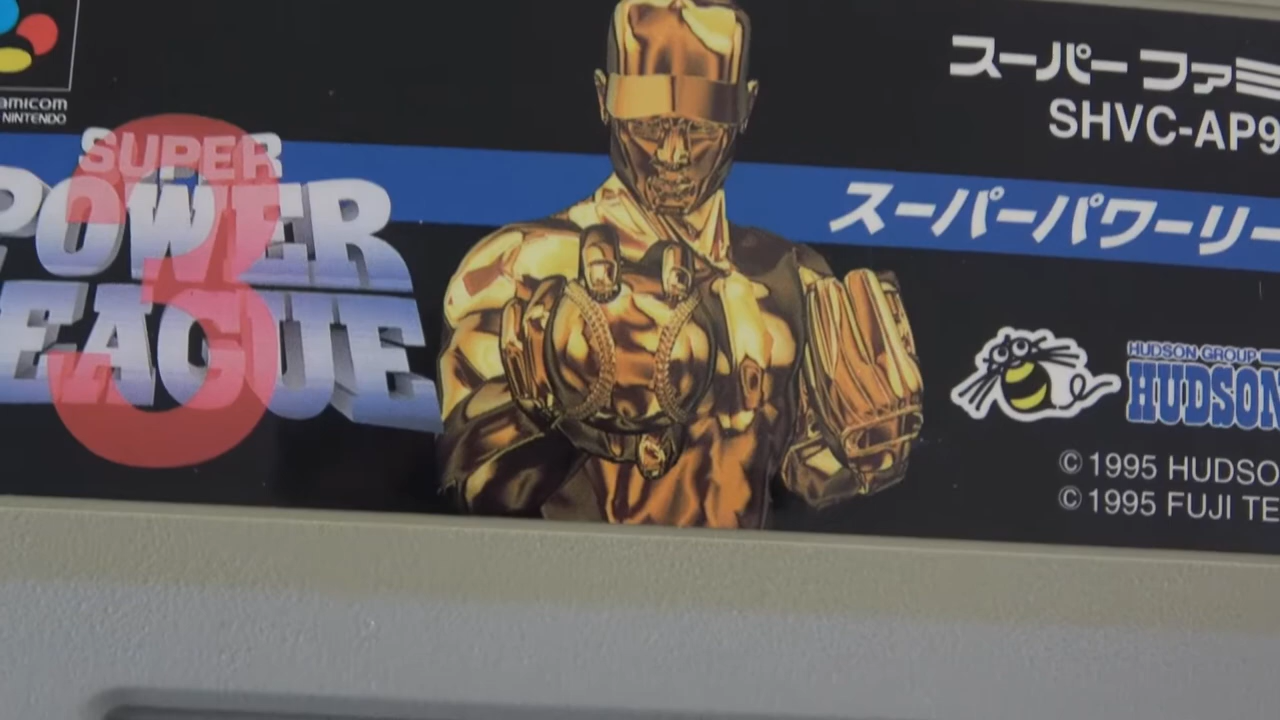 SUPER
POWER
LEAGUE
3
NINTENDO
スーパーファミ
SHVC-AP9
スーパーパワーリー
HUDSON GROUP
HUDSON
© 1995 HUDSO
© 1995 FUJI TE